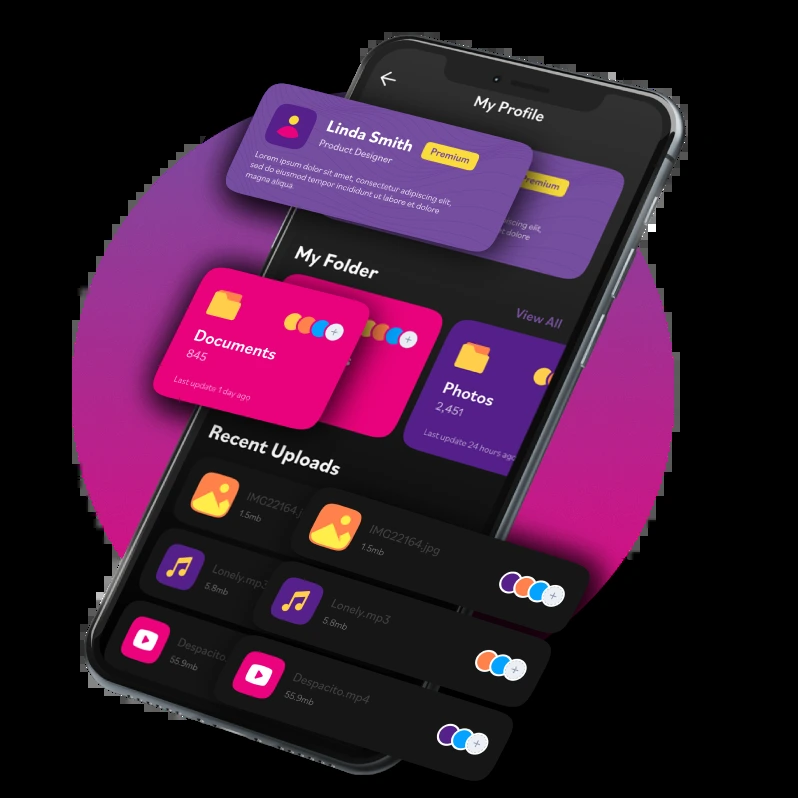 My Profile
Linda Smith
Product Designer
Premium
Lorem ipsum dolor sit amet, consectetur adipiscing elit,
sed do eiusmod tempor incididunt ut labore et dolore
magna aliqua
Premium
elit,
et dolore
My Folder
View All
Documents
845
Last update 1 day ago
Photos
2,451
Last update 24 hours ago
Recent Uploads
IMG22164.j
1.5mb
IMG22164.jpg
1.5mb
Lonely.mp3
5.8mb
Lonely.mp3
5.8mb
Despacito
55.9mb
Despacito.mp4
55.9mb